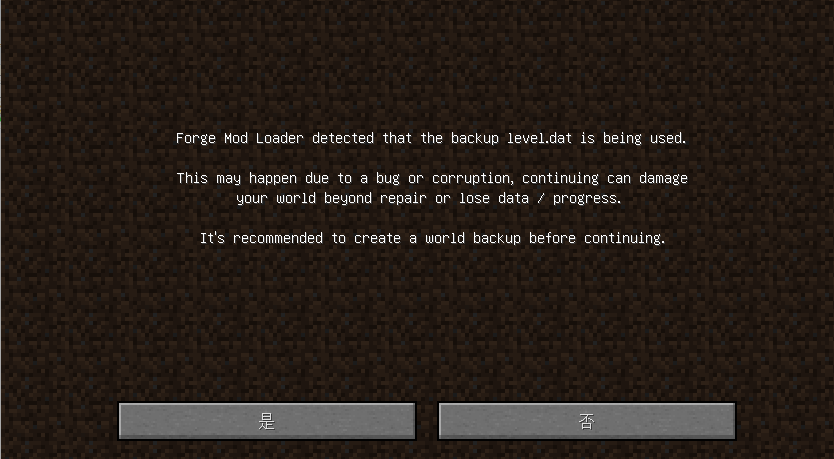 Forge Mod Loader detected that the backup level.dat is being used.
This may happen due to a bug or corruption, continuing can damage
your world beyond repair or lose data / progress.
It's recommended to create a world backup before continuing.
是
否